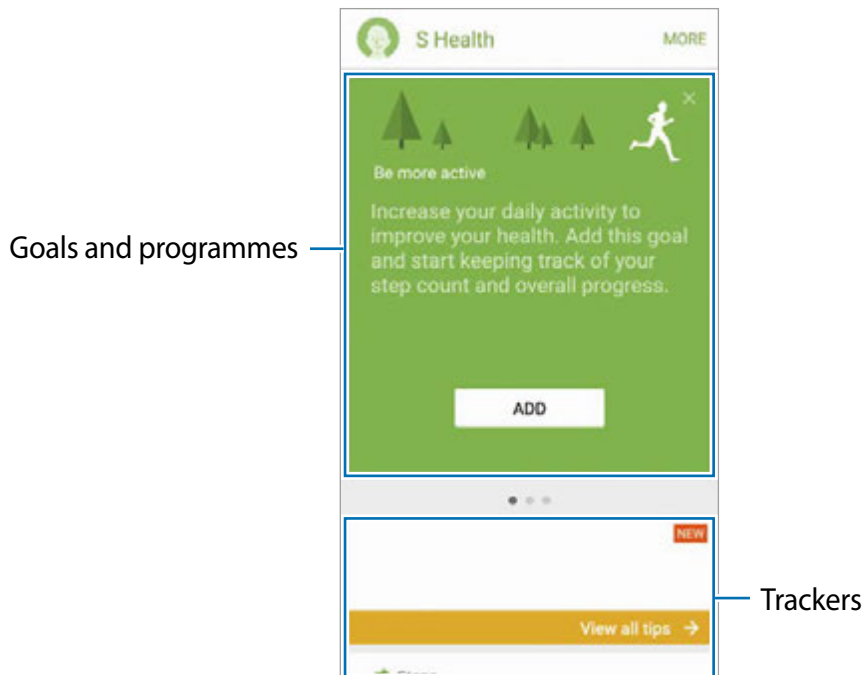 S Health
MORE
Be more active
Increase your daily activity to
improve your health. Add this goal
and start keeping track of your
step count and overall progress.
Goals and programmes
ADD
NEW
Trackers
View all tips